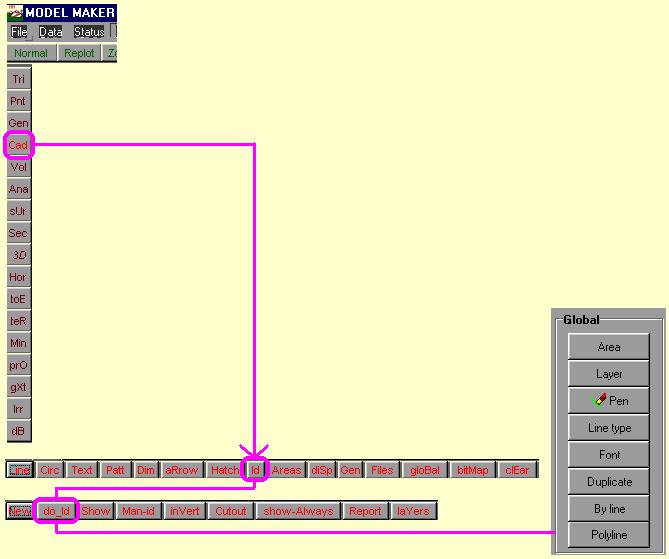 MODEL MAKER
File Data Status
Normal Replot Zo
Tri
Pnt
Gen
Cad
Vol
Ana
sUr
Sec
3D
Hor
toE
teR
Min
prO
gXt
Irr
dB
Global
Area
Layer
Pen
Line type
Font
Duplicate
By line
Polyline
Line Circ Text Patt Dim aRrow Hatch Id Areas diSp Gen Files gloBal bitMap clEar
New do_Id Show Man-id inVert Cutout show-Always Report laYers